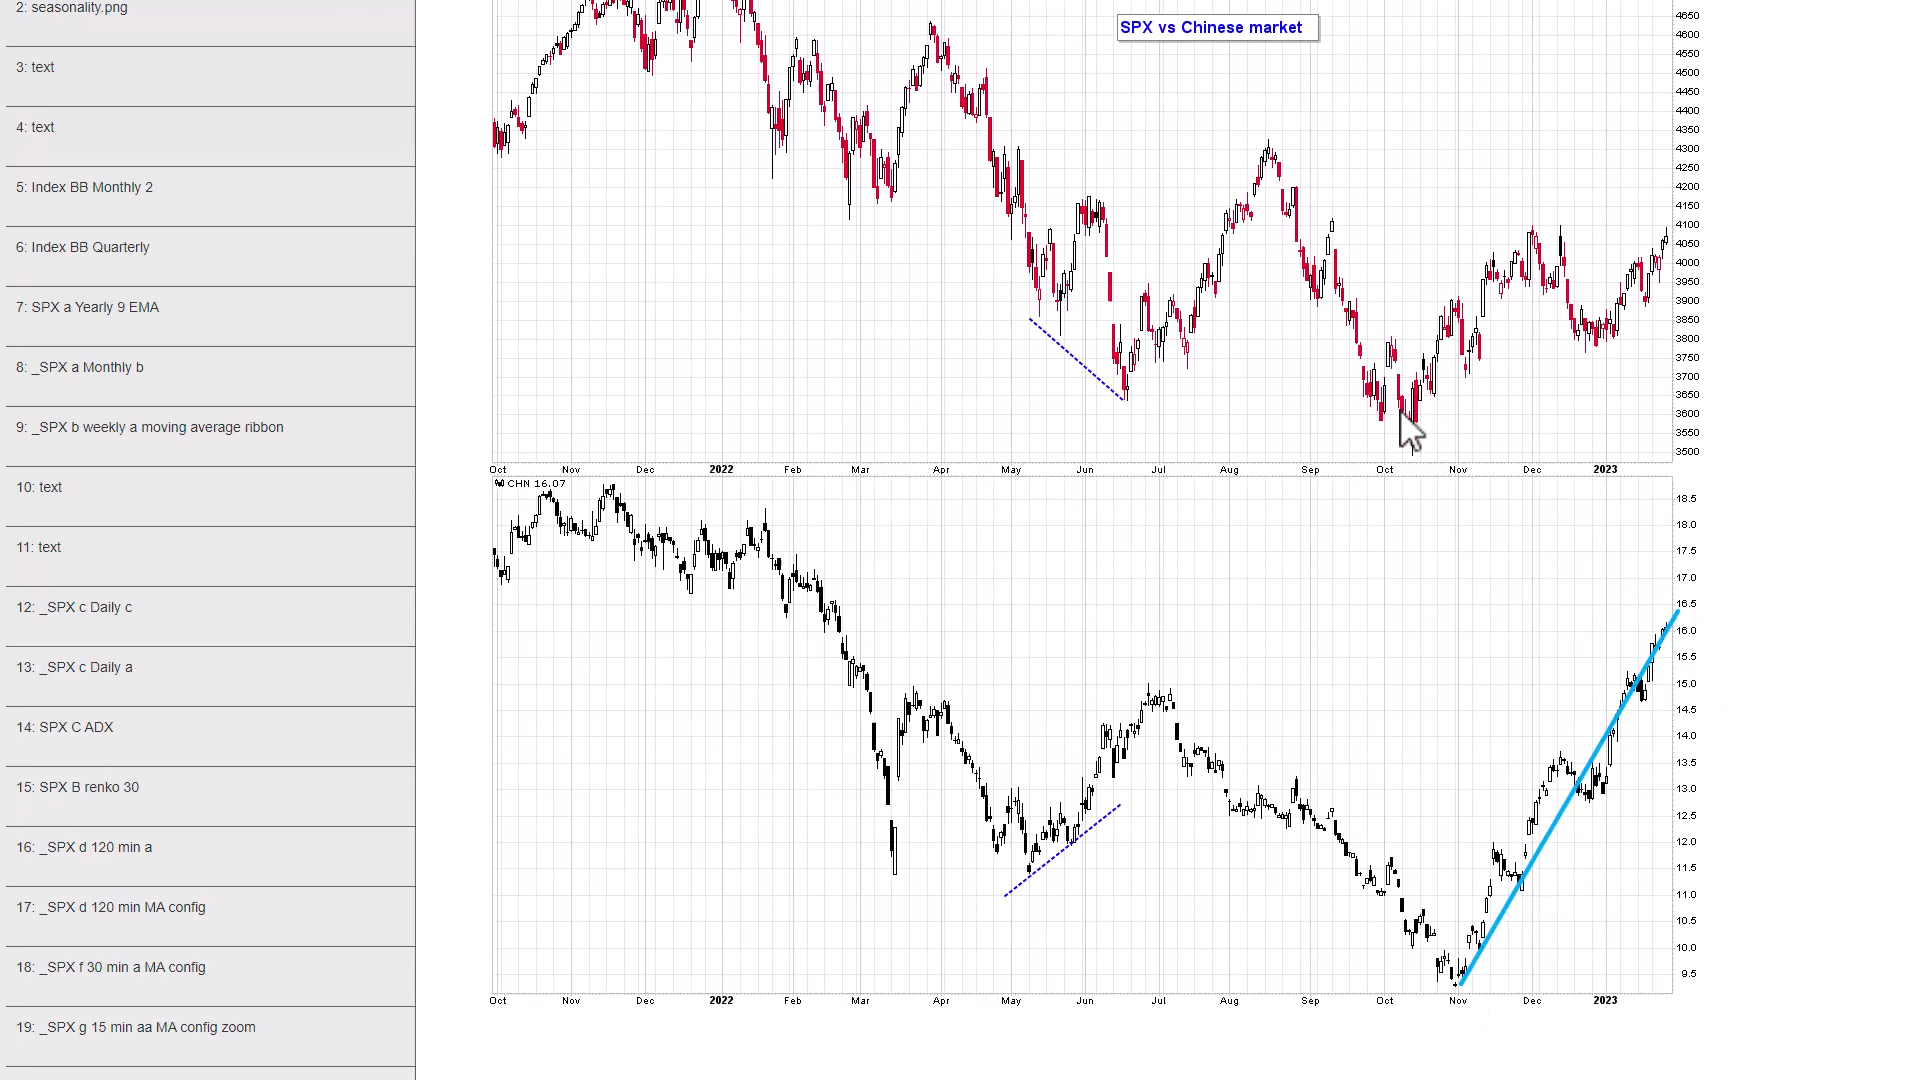 2: seasonality.png
3: text
4: text
5: Index BB Monthly 2
6: Index BB Quarterly
7: SPX a Yearly 9 EMA
8: _SPX a Monthly b
9: _SPX b weekly a moving average ribbon
10: text
11: text
12: _SPX c Daily c
13: _SPX c Daily a
14: SPX C ADX
15: SPX B renko 30
16: _SPX d 120 min a
17: _SPX d 120 min MA config
18: _SPX f 30 min a MA config
19: _SPX g 15 min aa MA config zoom
SPX vs Chinese market
4650
4600
4550
4500
4450
4400
4350
4300
4250
4200
4150
4100
4050
4000
3950
3900
3850
3800
3750
3700
3650
3600
3550
3500
Oct Nov Dec 2022 Feb Mar Apr May Jun Jul Aug Sep Oct Nov Dec 2023
CHN 16.07
18.5
18.0
17.5
17.0
16.5
16.0
15.5
15.0
14.5
14.0
13.5
13.0
12.5
12.0
11.5
11.0
10.5
10.0
9.5
Oct Nov Dec 2022 Feb Mar Apr May Jun Jul Aug Sep Oct Nov Dec 2023